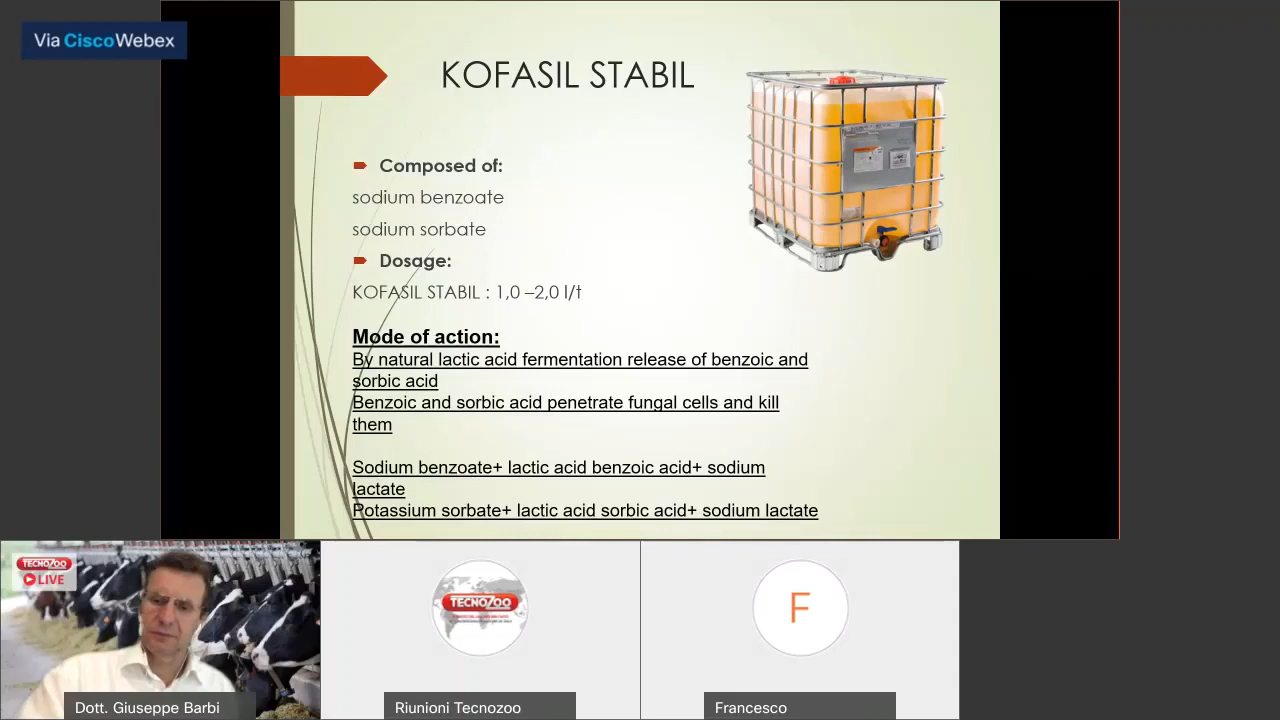 Via CiscoWebex
KOFASIL STABIL
Composed of:
sodium benzoate
sodium sorbate
Dosage:
KOFASIL STABIL : 1,0 –2,0 l/t
Mode of action:
By natural lactic acid fermentation release of benzoic and
sorbic acid
Benzoic and sorbic acid penetrate fungal cells and kill
them
Sodium benzoate+ lactic acid benzoic acid+ sodium
lactate
Potassium sorbate+ lactic acid sorbic acid+ sodium lactate
TECNOZOO
LIVE
TECNOZOO
F
Dott. Giuseppe Barbi
Riunioni Tecnozoo
Francesco